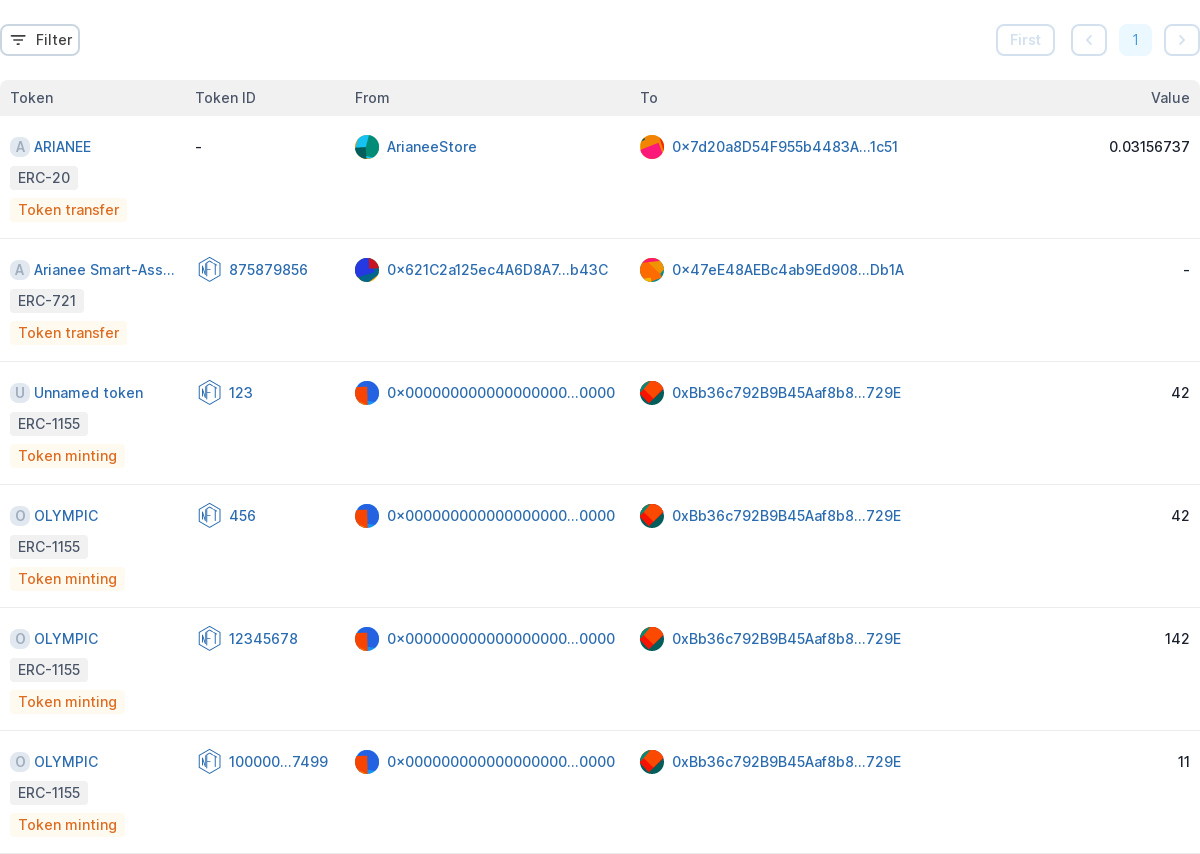 Filter First 1
Token Token ID From To Value
A ARIANEE - ArianeeStore 0x7d20a8D54F955b4483A...1c51 0.03156737
ERC-20
Token transfer
A Arianee Smart-Ass... NFT 875879856 0x621C2a125ec4A6D8A7...b43C 0x47eE48AEBc4ab9Ed908...Db1A -
ERC-721
Token transfer
U Unnamed token NFT 123 0x000000000000000000...0000 0xBb36c792B9B45Aaf8b8...729E 42
ERC-1155
Token minting
O OLYMPIC NFT 456 0x000000000000000000...0000 0xBb36c792B9B45Aaf8b8...729E 42
ERC-1155
Token minting
O OLYMPIC NFT 12345678 0x000000000000000000...0000 0xBb36c792B9B45Aaf8b8...729E 142
ERC-1155
Token minting
O OLYMPIC NFT 100000...7499 0x000000000000000000...0000 0xBb36c792B9B45Aaf8b8...729E 11
ERC-1155
Token minting